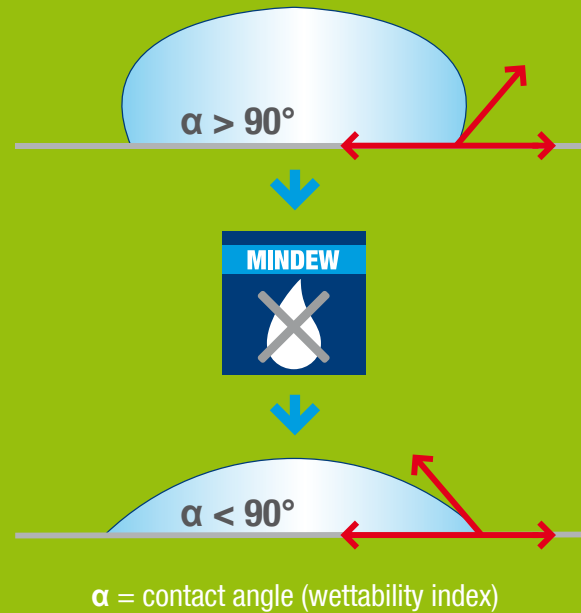 α > 90°
MINDEW
α < 90°
α = contact angle (wettability index)